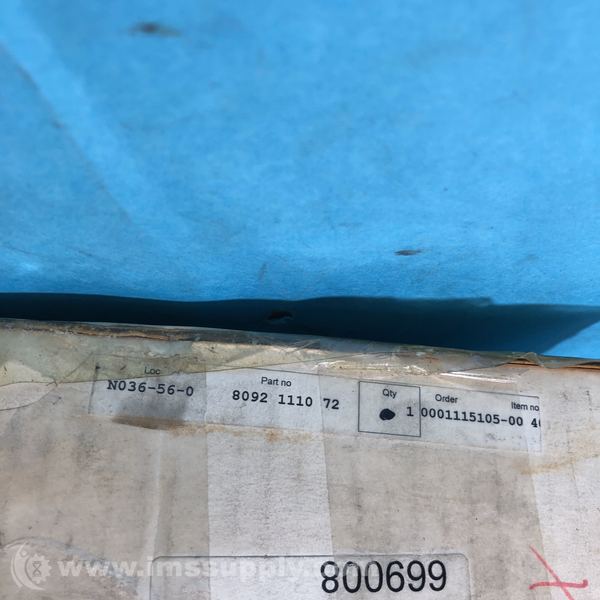 Loc Part no Qty Order Item no
N036-56-0 8092 1110 72 1 0001115105-00
800699
www.imssupply.com